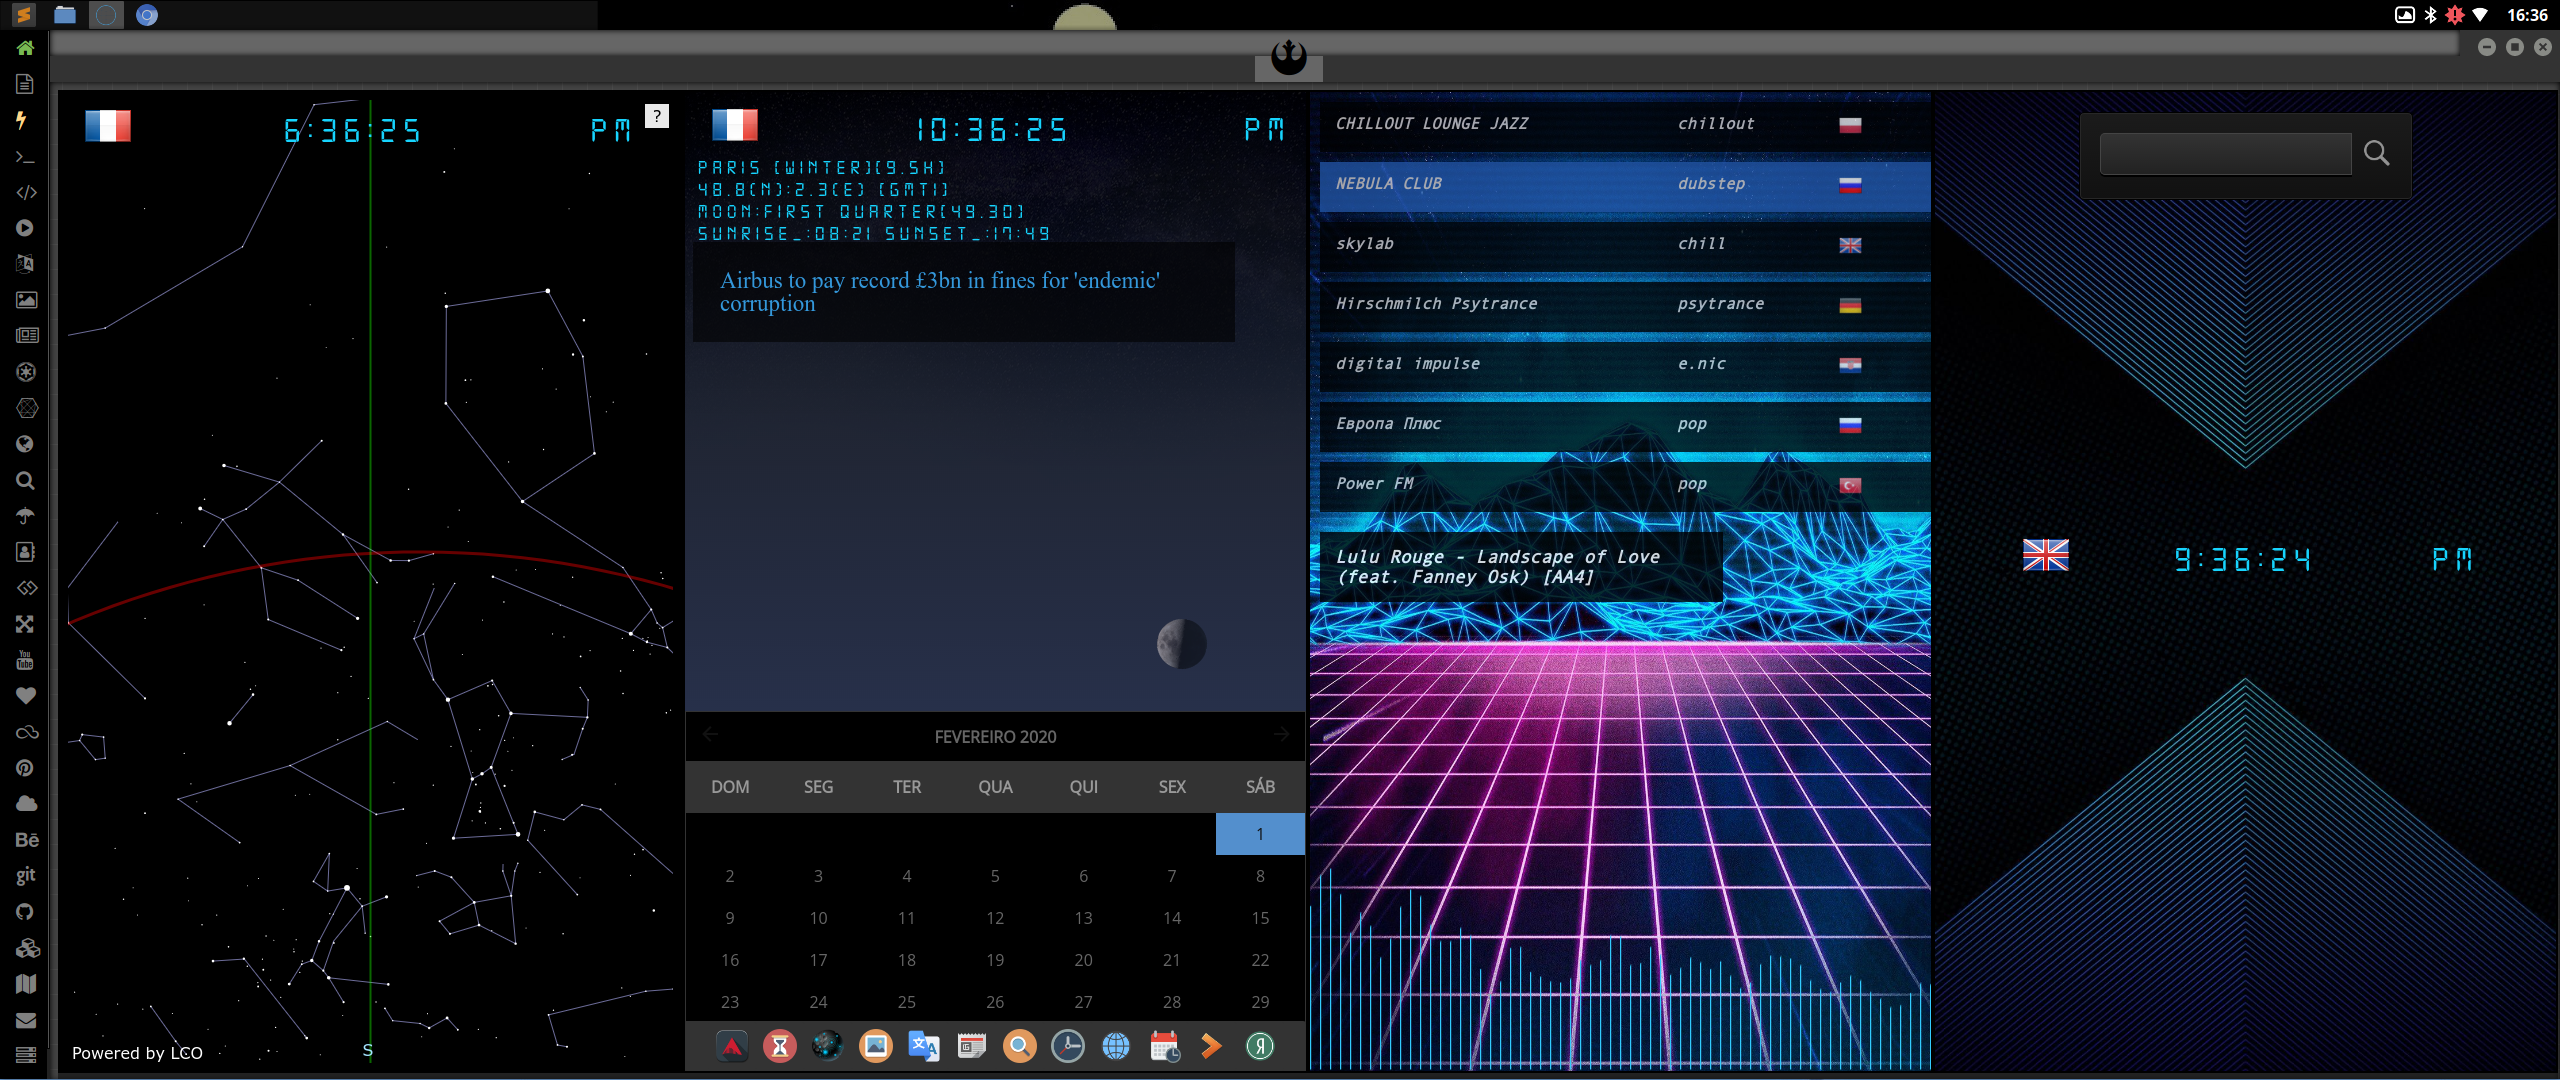 16:36
6:36:25 PM
?
Powered by LCO
S
10:36:25 PM
PARIS [WINTER][9.5H]
48.8(N):2.3(E) [GMT1]
MOON:FIRST QUARTER[49.30]
SUNRISE_:08:21 SUNSET_:17:49
Airbus to pay record £3bn in fines for 'endemic'
corruption
FEVEREIRO 2020
DOM SEG TER QUA QUI SEX SÁB
1
2 3 4 5 6 7 8
9 10 11 12 13 14 15
16 17 18 19 20 21 22
23 24 25 26 27 28 29
CHILLOUT LOUNGE JAZZ chillout
NEBULA CLUB dubstep
skylab chill
Hirschmilch Psytrance psytrance
digital impulse e.nic
Европа Плюс pop
Power FM pop
Lulu Rouge - Landscape of Love
(feat. Fanney Osk) [AA4]
9:36:24 PM
You
Tube
Bē
git